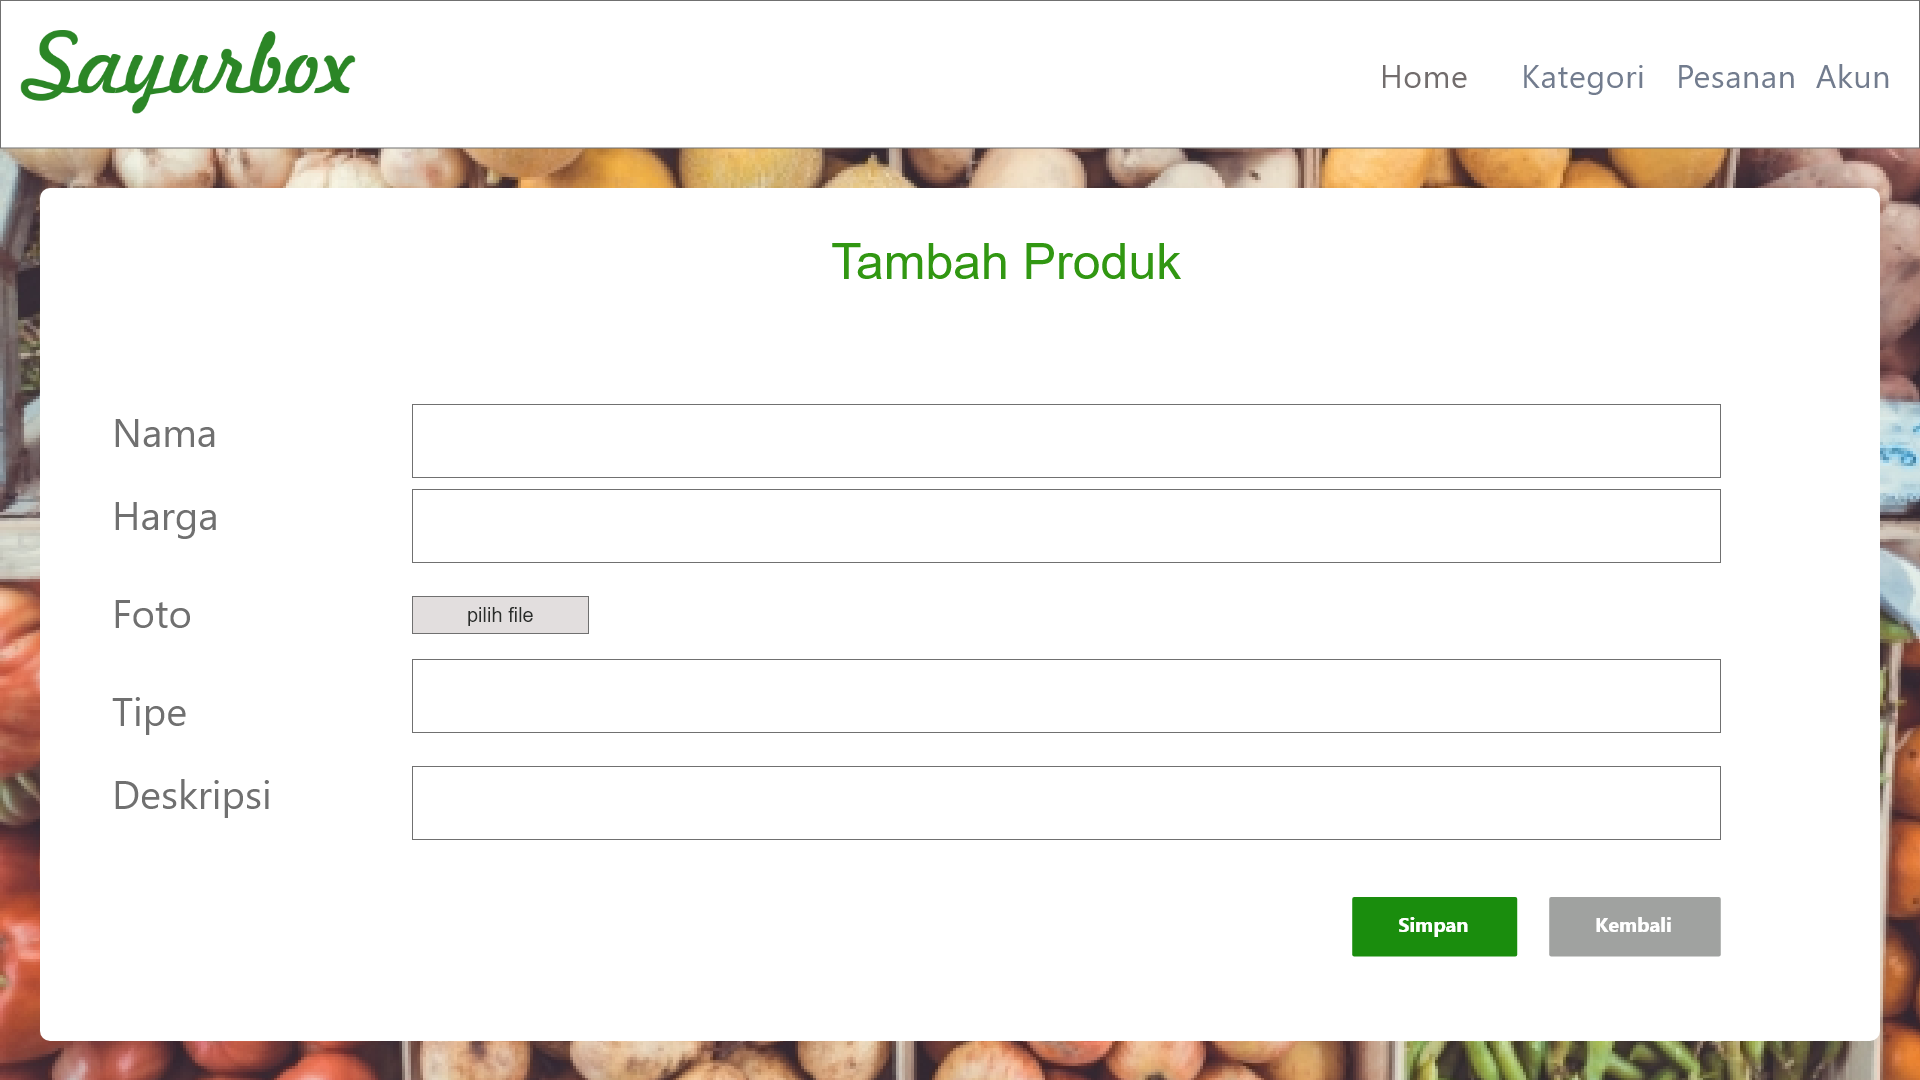 Sayurbox
Home Kategori Pesanan Akun
Tambah Produk
Nama
Harga
Foto pilih file
Tipe
Deskripsi
Simpan Kembali